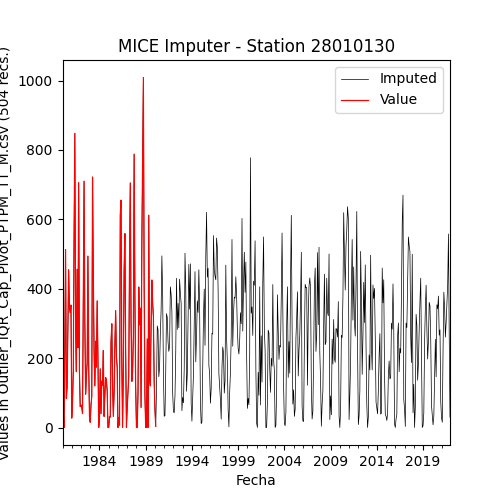 MICE Imputer - Station 28010130
Imputed
Value
1000
800
600
400
200
0
Values in Outlier_IQR_Cap_Pivot_PTPM_TT_M.csv (504 recs.)
1984 1989 1994 1999 2004 2009 2014 2019
Fecha